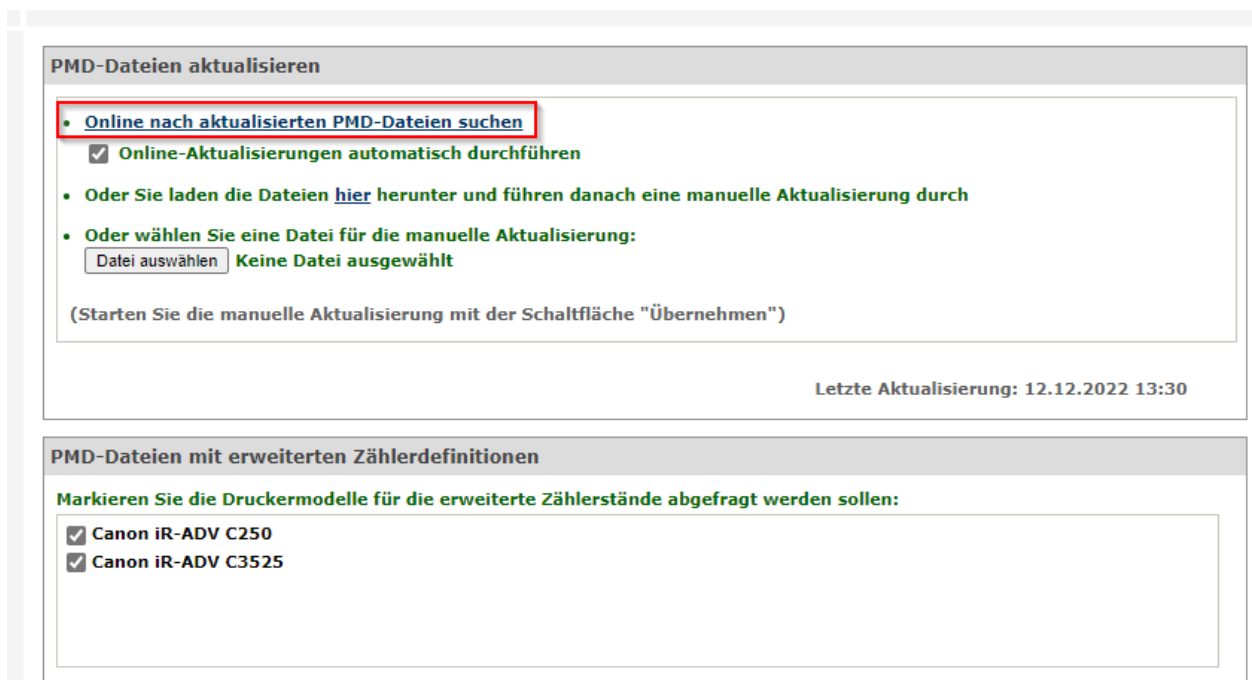 PMD-Dateien aktualisieren
• Online nach aktualisierten PMD-Dateien suchen
Online-Aktualisierungen automatisch durchführen
• Oder Sie laden die Dateien hier herunter und führen danach eine manuelle Aktualisierung durch
• Oder wählen Sie eine Datei für die manuelle Aktualisierung:
Datei auswählen Keine Datei ausgewählt
(Starten Sie die manuelle Aktualisierung mit der Schaltfläche "Übernehmen")
Letzte Aktualisierung: 12.12.2022 13:30
PMD-Dateien mit erweiterten Zählerdefinitionen
Markieren Sie die Druckermodelle für die erweiterte Zählerstände abgefragt werden sollen:
Canon iR-ADV C250
Canon iR-ADV C3525